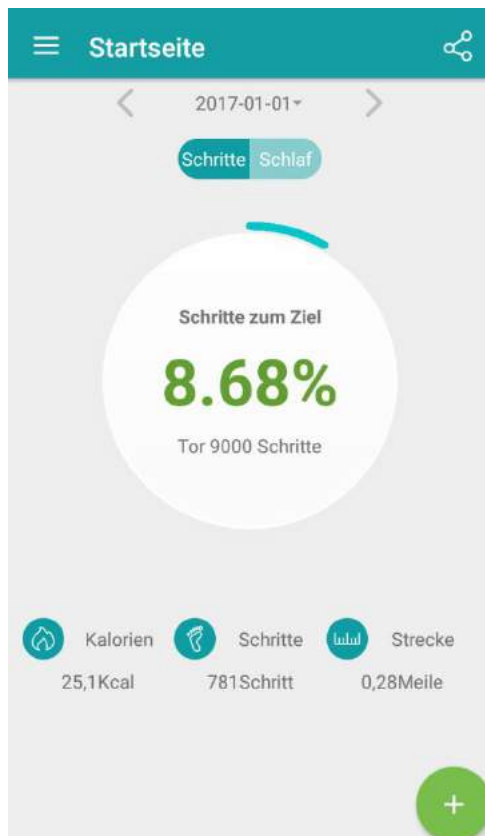 Startseite
2017-01-01
Schritte Schlaf
Schritte zum Ziel
8.68%
Tor 9000 Schritte
Kalorien Schritte Strecke
25,1Kcal 781Schritt 0,28Meile
+